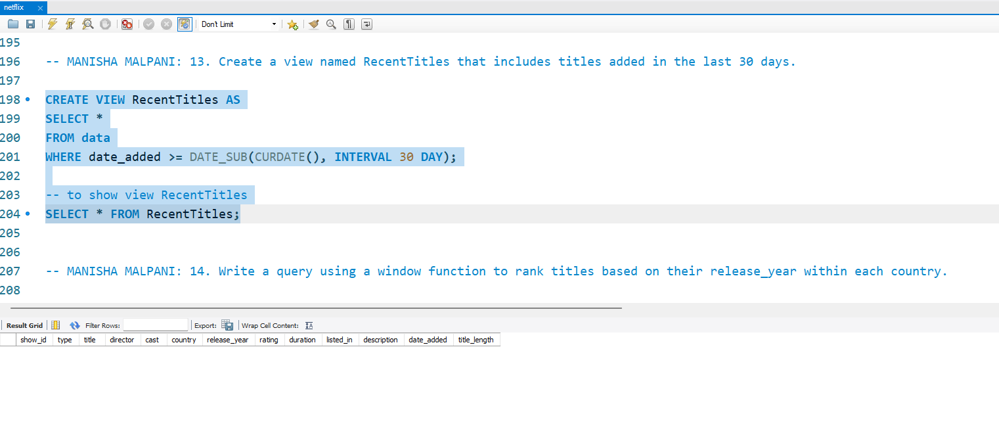 netflix
Don't Limit
195
196 -- MANISHA MALPANI: 13. Create a view named RecentTitles that includes titles added in the last 30 days.
197
198 CREATE VIEW RecentTitles AS
199 SELECT *
200 FROM data
201 WHERE date_added >= DATE_SUB(CURDATE(), INTERVAL 30 DAY);
202
203 -- to show view RecentTitles
204 SELECT * FROM RecentTitles;
205
206
207 -- MANISHA MALPANI: 14. Write a query using a window function to rank titles based on their release_year within each country.
208
Result Grid Filter Rows: Export: Wrap Cell Content:
show_id type title director cast country release_year rating duration listed_in description date_added title_length